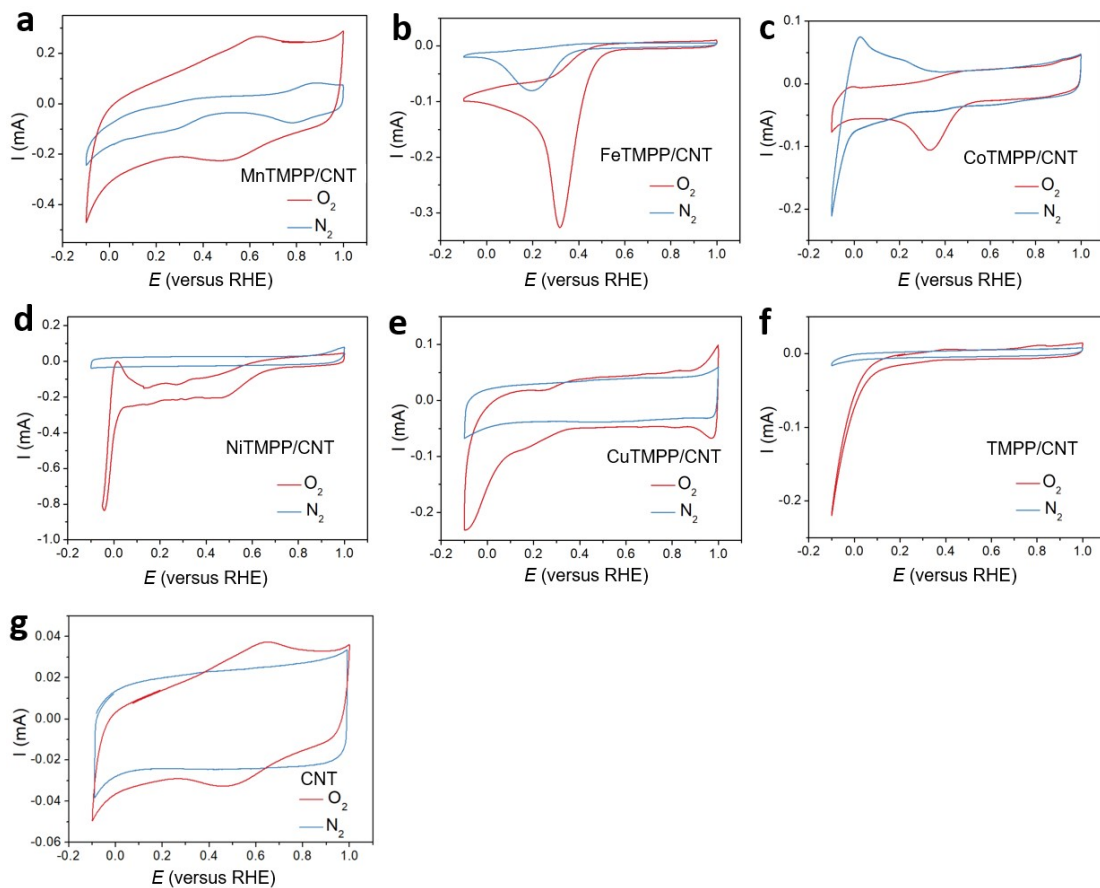 a
0.2
0.0
-0.2
-0.4
I (mA)
MnTMPP/CNT
O₂
N₂
-0.2 0.0 0.2 0.4 0.6 0.8 1.0
E (versus RHE)
b
0.0
-0.1
-0.2
-0.3
I (mA)
FeTMPP/CNT
O₂
N₂
-0.2 0.0 0.2 0.4 0.6 0.8 1.0
E (versus RHE)
c
0.1
0.0
-0.1
-0.2
I (mA)
CoTMPP/CNT
O₂
N₂
-0.2 0.0 0.2 0.4 0.6 0.8 1.0
E (versus RHE)
d
0.2
0.0
-0.2
-0.4
-0.6
-0.8
-1.0
I (mA)
NiTMPP/CNT
O₂
N₂
-0.2 0.0 0.2 0.4 0.6 0.8 1.0
E (versus RHE)
e
0.1
0.0
-0.1
-0.2
I (mA)
CuTMPP/CNT
O₂
N₂
-0.2 0.0 0.2 0.4 0.6 0.8 1.0
E (versus RHE)
f
0.0
-0.1
-0.2
I (mA)
TMPP/CNT
O₂
N₂
-0.2 0.0 0.2 0.4 0.6 0.8 1.0
E (versus RHE)
g
0.04
0.02
0.00
-0.02
-0.04
-0.06
I (mA)
CNT
O₂
N₂
-0.2 0.0 0.2 0.4 0.6 0.8 1.0
E (versus RHE)